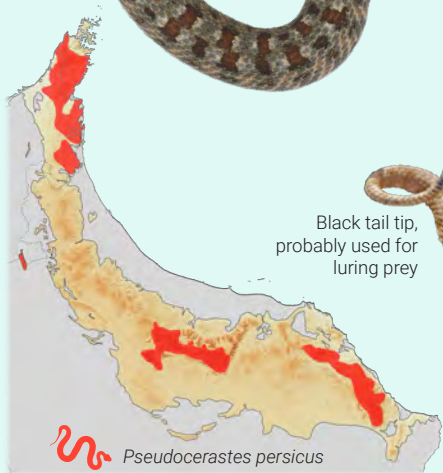 Black tail tip,
probably used for
luring prey
Pseudocerastes persicus